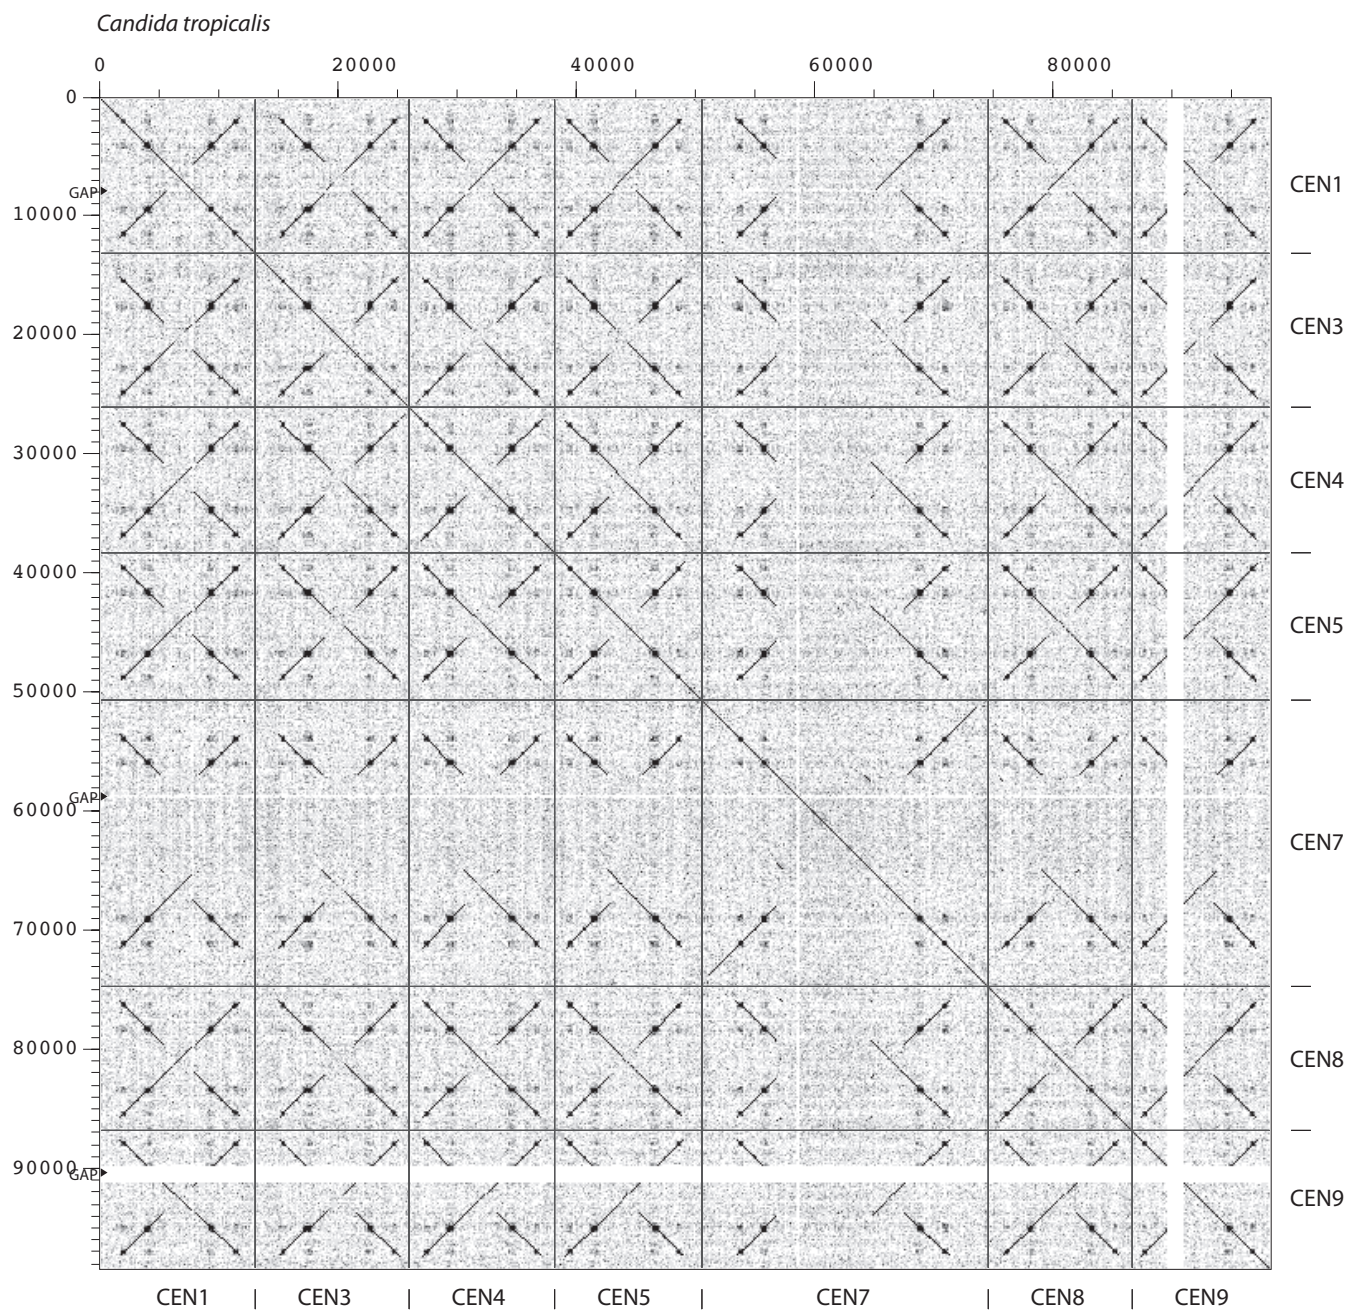 Candida tropicalis
0 20000 40000 60000 80000
0
GAP
10000
CEN1
20000
CEN3
30000
CEN4
40000
CEN5
50000
GAP
60000
CEN7
70000
80000
CEN8
90000
GAP
CEN9
CEN1 | CEN3 | CEN4 | CEN5 | CEN7 | CEN8 | CEN9